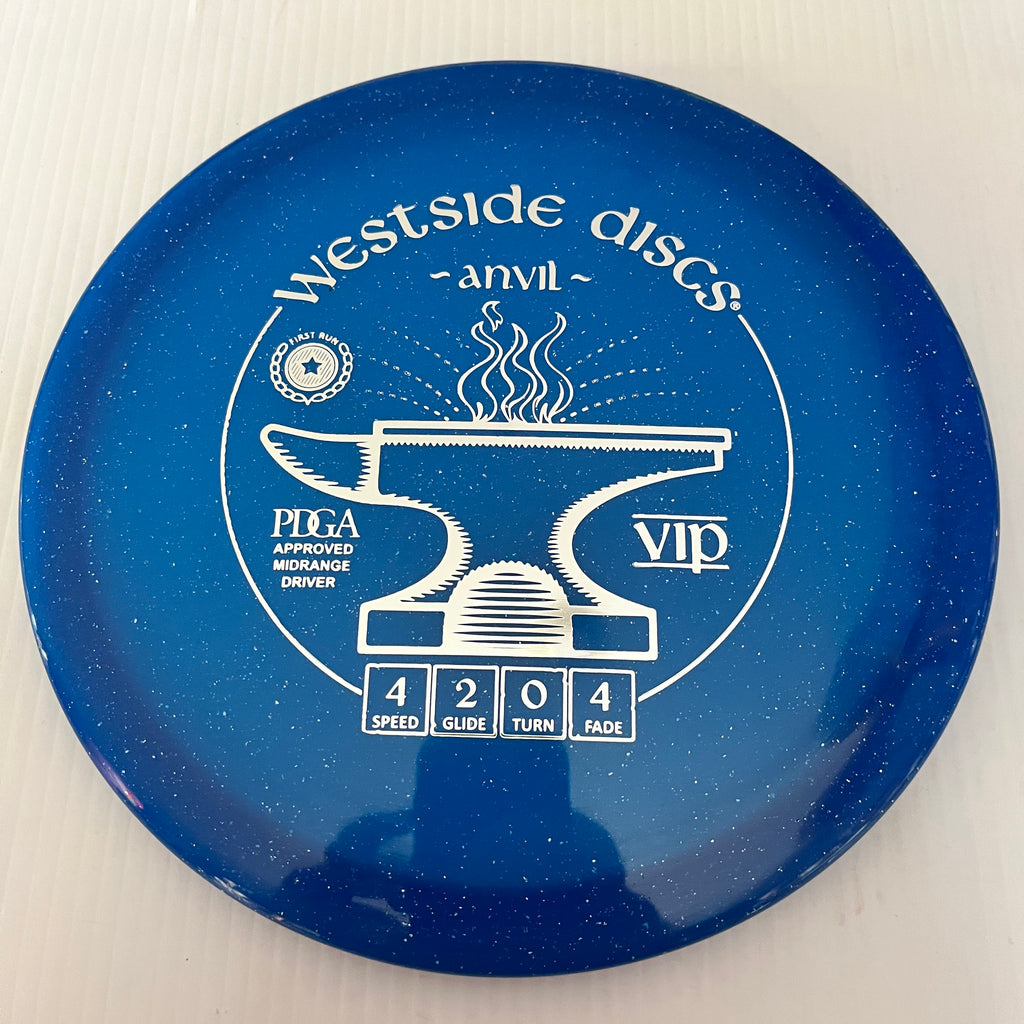 Westside Discs®
~ Anvil ~
FIRST RUN
PDGA
APPROVED
MIDRANGE
DRIVER
VIP
4 2 0 4
SPEED GLIDE TURN FADE